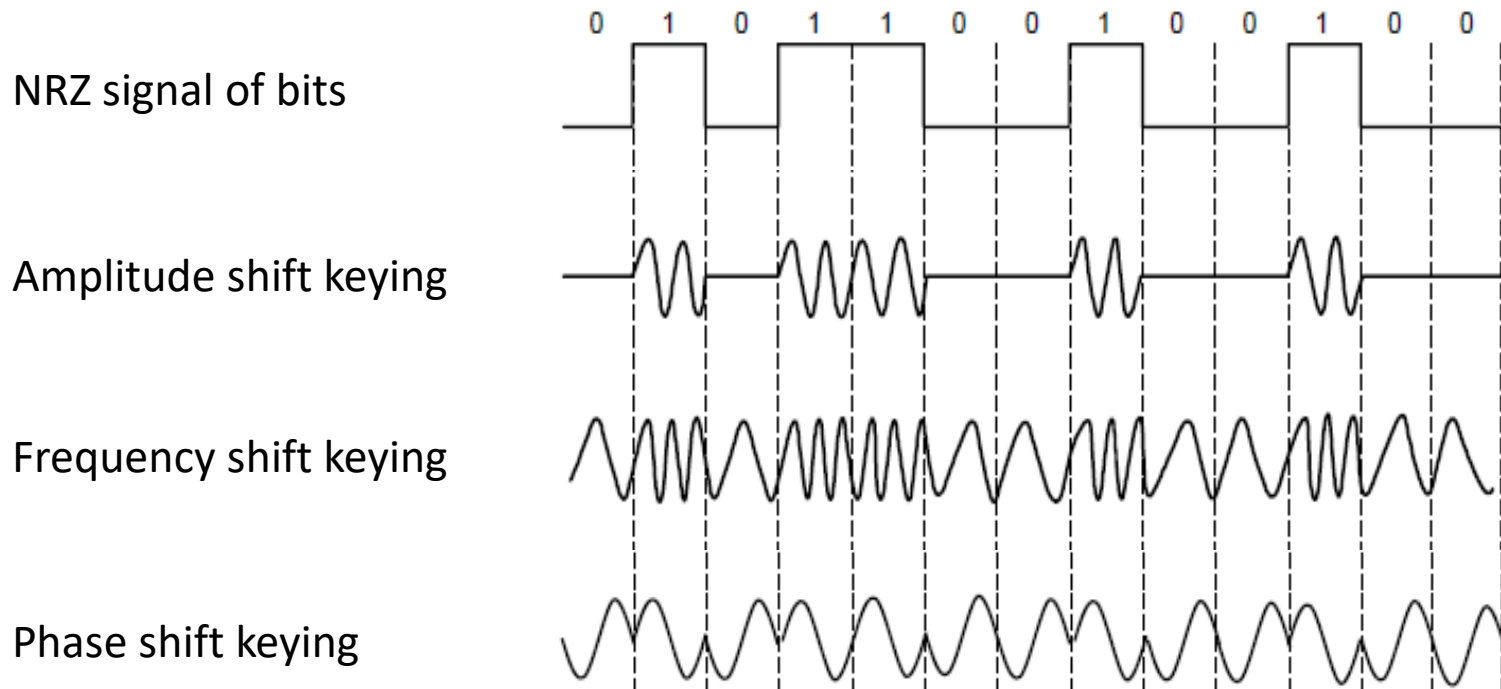 0 1 0 1 1 0 0 1 0 0 1 0 0
NRZ signal of bits
Amplitude shift keying
Frequency shift keying
Phase shift keying